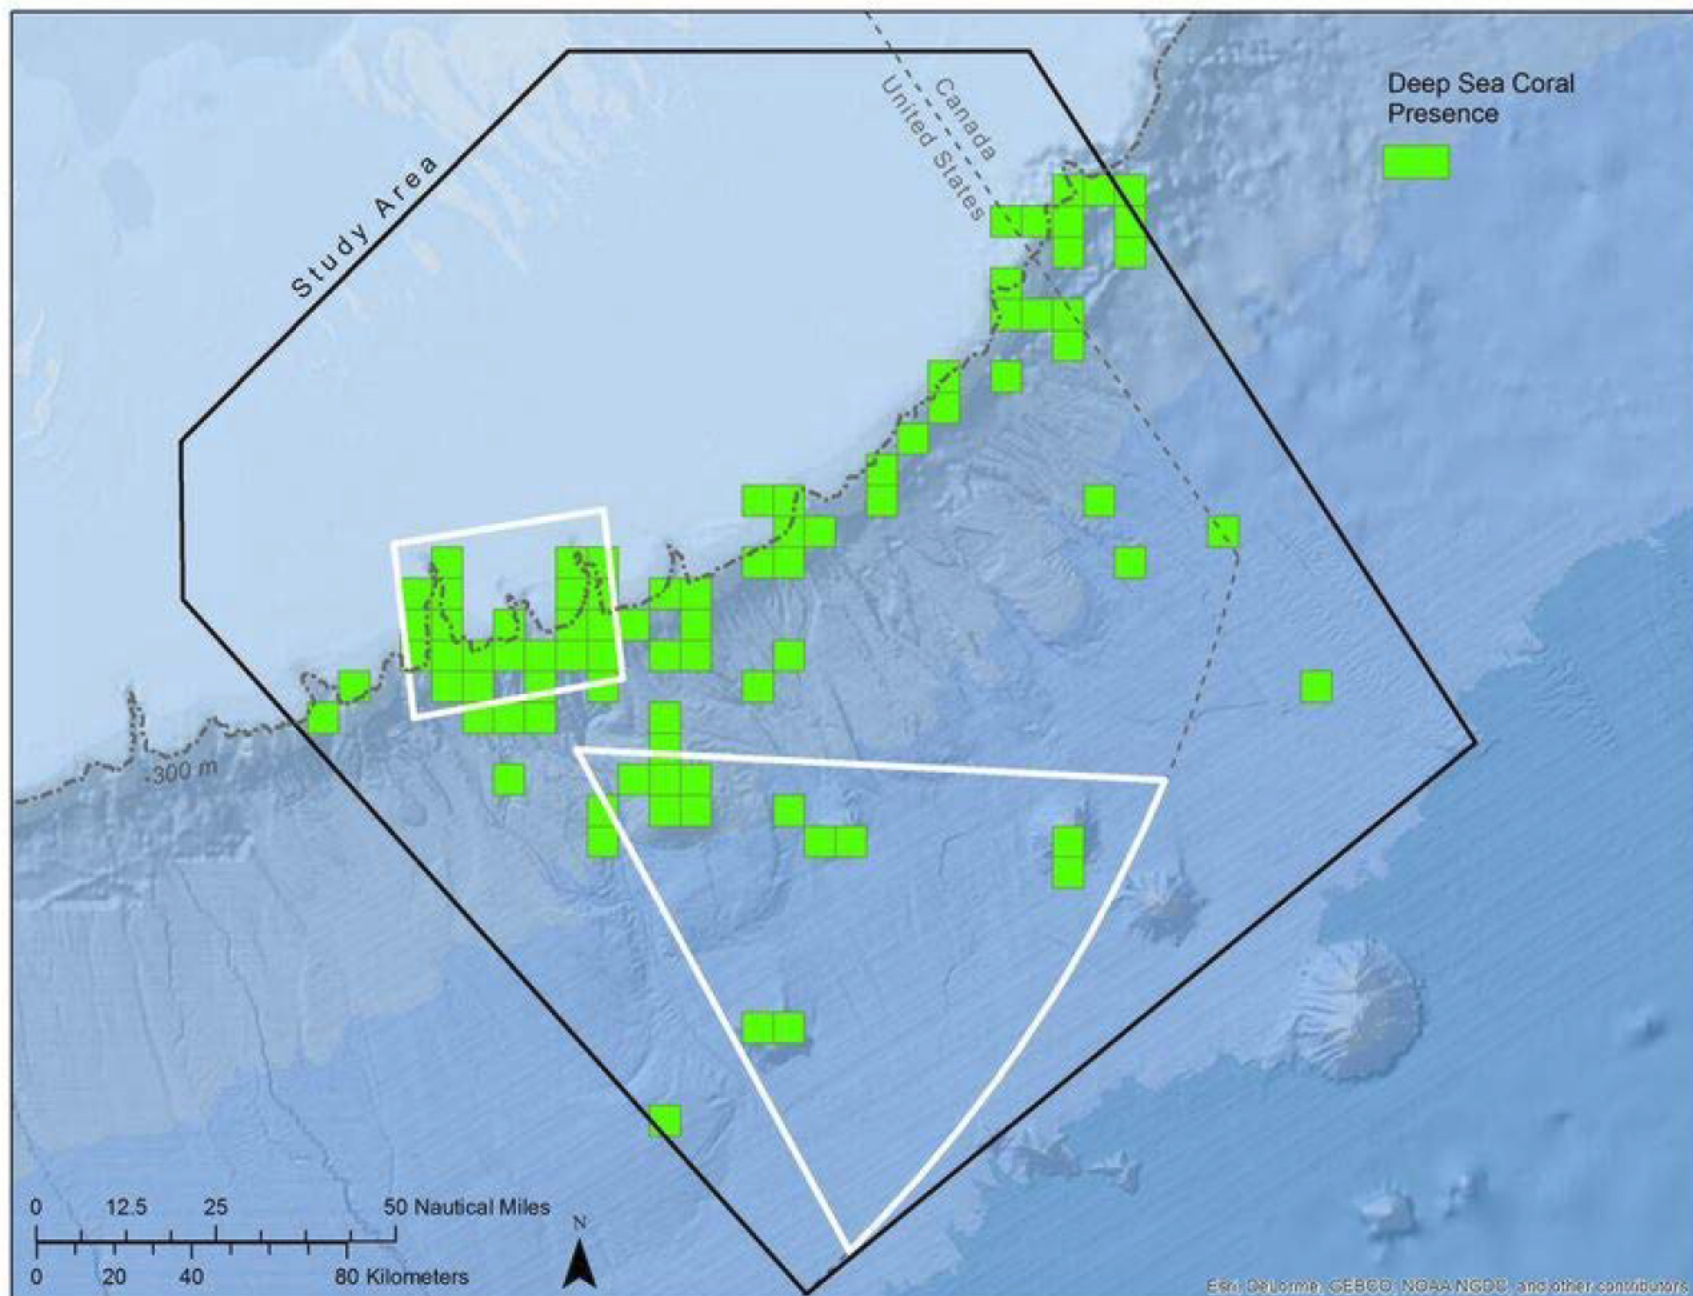 Deep Sea Coral
Presence
Canada
United States
Study Area
300 m
0 12.5 25 50 Nautical Miles
N
0 20 40 80 Kilometers
Esri, DeLorme, GEBCO, NOAA NGDC, and other contributors